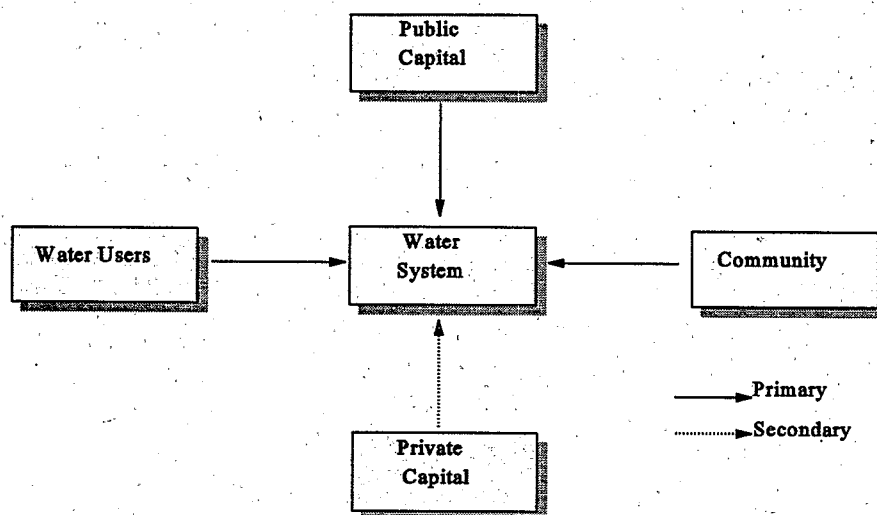 Public
Capital
Water Users
Water
System
Community
Primary
Secondary
Private
Capital